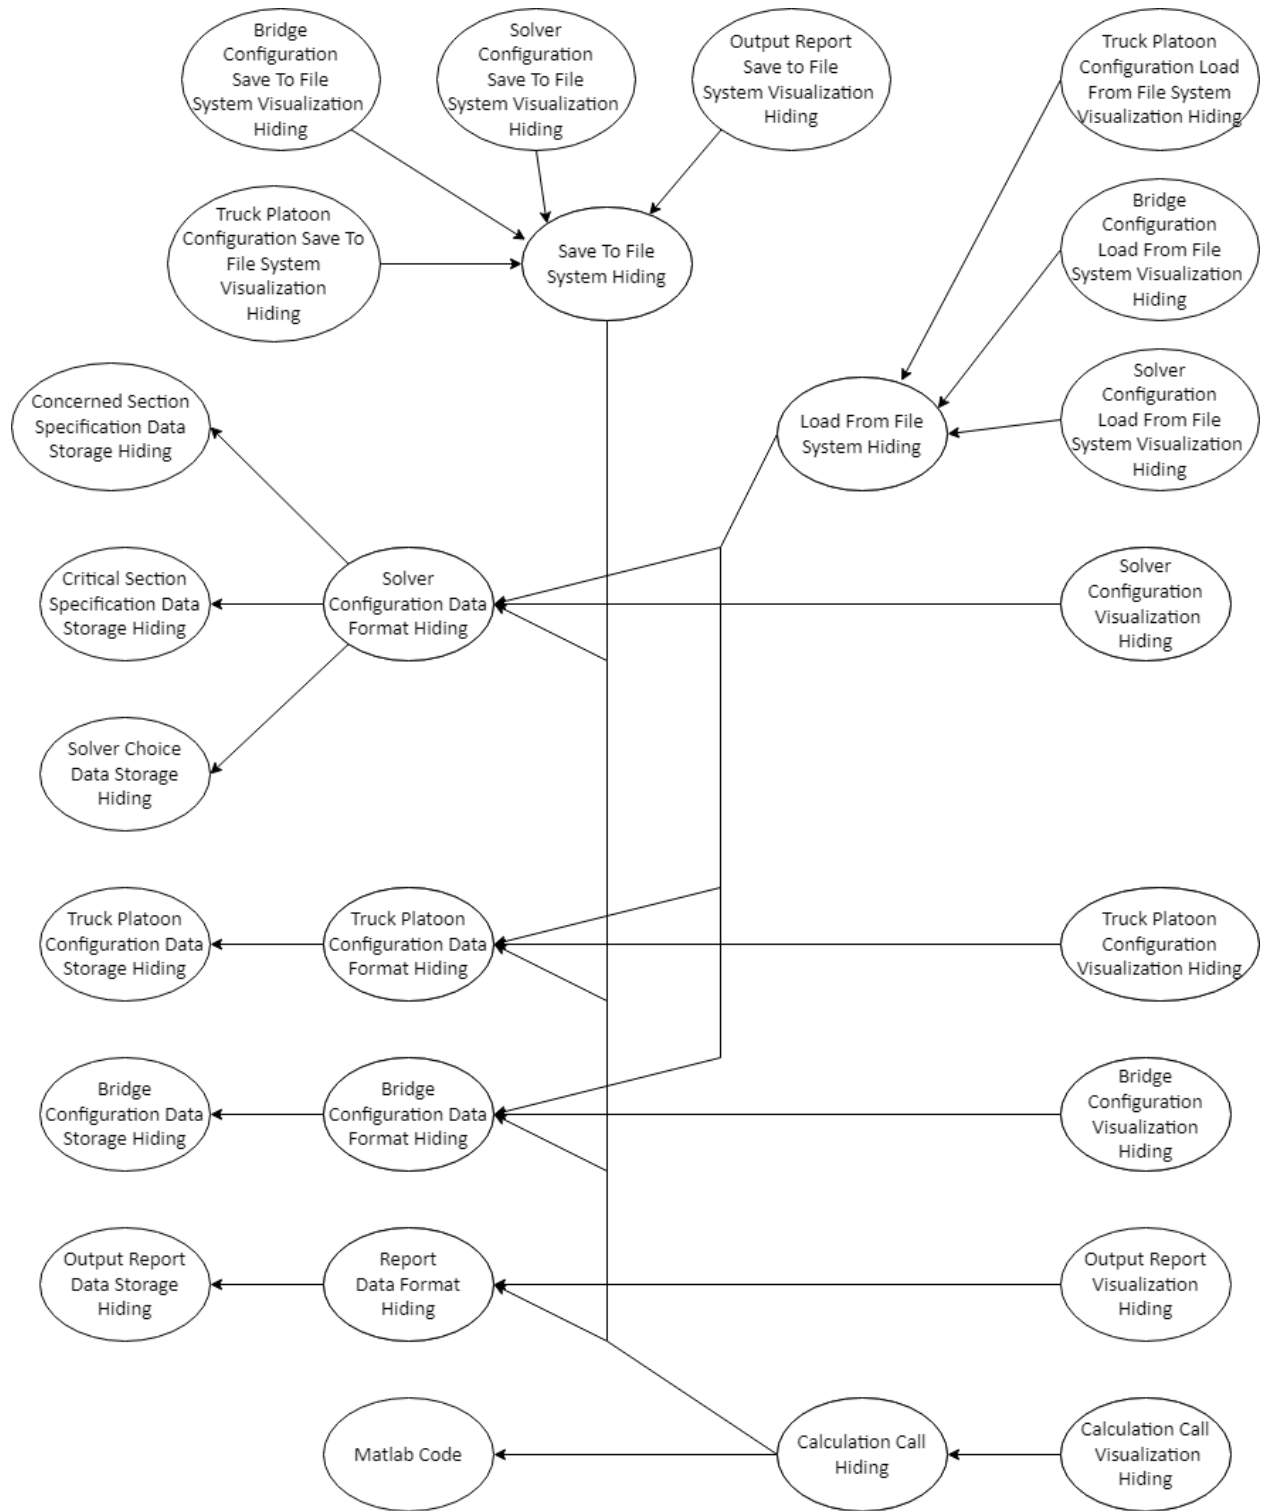 Bridge
Configuration
Save To File
System Visualization
Hiding
Solver
Configuration
Save To File
System Visualization
Hiding
Output Report
Save to File
System Visualization
Hiding
Truck Platoon
Configuration Load
From File System
Visualization Hiding
Truck Platoon
Configuration Save To
File System
Visualization
Hiding
Save To File
System Hiding
Bridge
Configuration
Load From File
System Visualization
Hiding
Concerned Section
Specification Data
Storage Hiding
Load From File
System Hiding
Solver
Configuration
Load From File
System Visualization
Hiding
Critical Section
Specification Data
Storage Hiding
Solver
Configuration Data
Format Hiding
Solver
Configuration
Visualization
Hiding
Solver Choice
Data Storage
Hiding
Truck Platoon
Configuration Data
Storage Hiding
Truck Platoon
Configuration Data
Format Hiding
Truck Platoon
Configuration
Visualization Hiding
Bridge
Configuration Data
Storage Hiding
Bridge
Configuration Data
Format Hiding
Bridge
Configuration
Visualization
Hiding
Output Report
Data Storage
Hiding
Report
Data Format
Hiding
Output Report
Visualization
Hiding
Matlab Code
Calculation Call
Hiding
Calculation Call
Visualization
Hiding